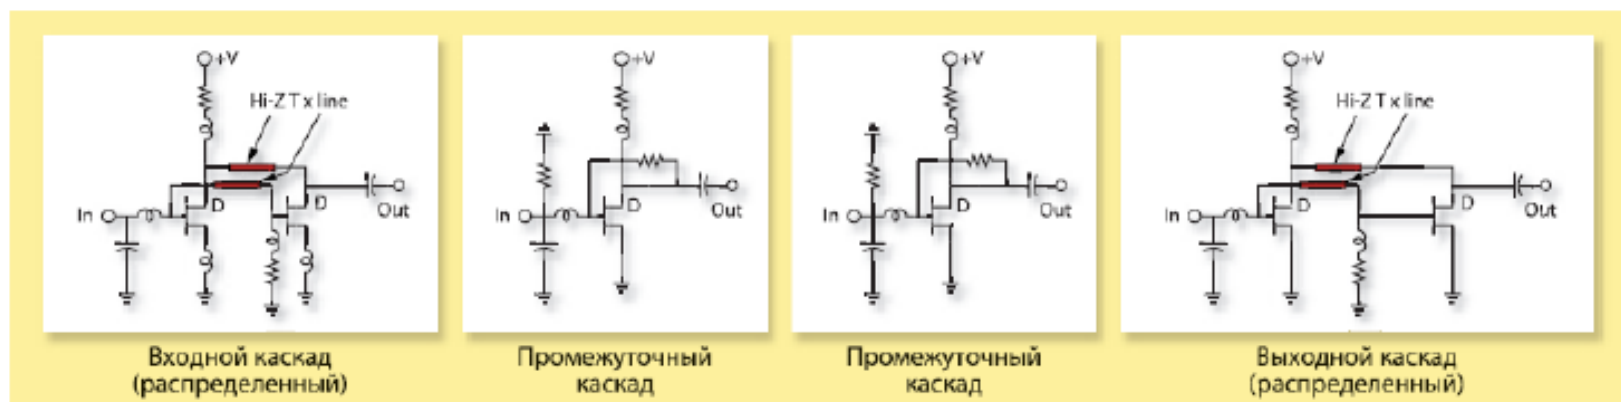 +V
Hi-Z Tx line
D
D
In
Out
Входной каскад
(распределенный)
+V
D
In
Out
Промежуточный
каскад
+V
D
In
Out
Промежуточный
каскад
+V
Hi-Z Tx line
D
D
In
Out
Выходной каскад
(распределенный)